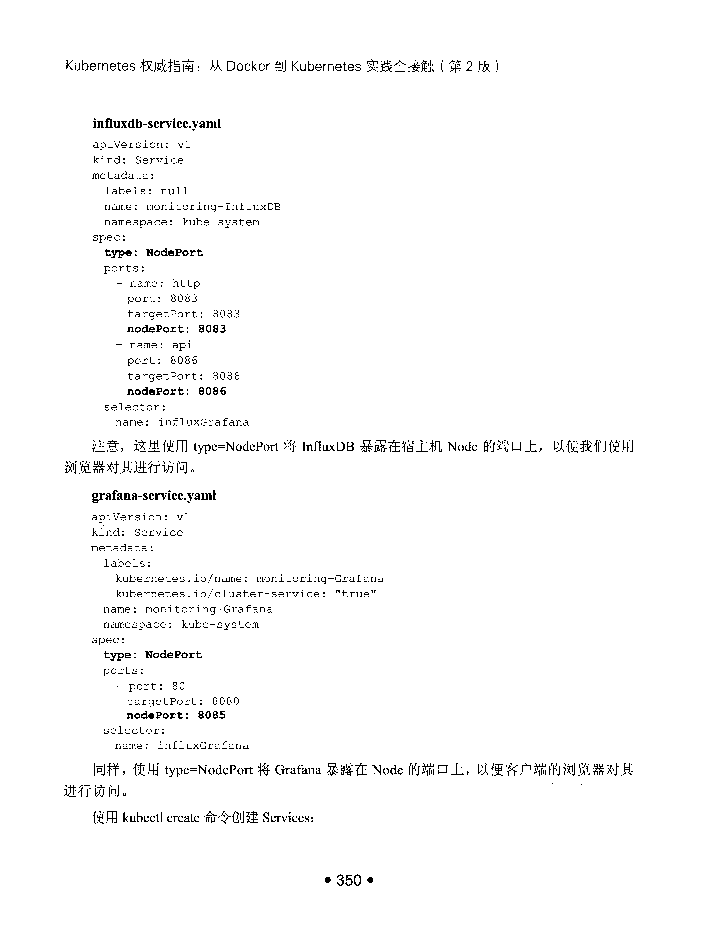 Kubernetes 权威指南：从 Docker 到 Kubernetes 实践全接触（第 2 版）
influxdb-service.yaml
apiVersion: v1
kind: Service
metadata:
  labels: null
  name: monitoring-InfluxDB
  namespace: kube-system
spec:
  type: NodePort
  ports:
    - name: http
      port: 8083
      targetPort: 8083
      nodePort: 8083
    - name: api
      port: 8086
      targetPort: 8086
      nodePort: 8086
  selector:
    name: influxGrafana
注意，这里使用 type=NodePort 将 InfluxDB 暴露在宿主机 Node 的端口上，以便我们使用
浏览器对其进行访问。
grafana-service.yaml
apiVersion: v1
kind: Service
metadata:
  labels:
    kubernetes.io/name: monitoring-Grafana
    kubernetes.io/cluster-service: "true"
  name: monitoring-Grafana
  namespace: kube-system
spec:
  type: NodePort
  ports:
    - port: 80
      targetPort: 8080
      nodePort: 8085
  selector:
    name: influxGrafana
同样，使用 type=NodePort 将 Grafana 暴露在 Node 的端口上，以便客户端的浏览器对其
进行访问。
使用 kubectl create 命令创建 Services：
• 350 •